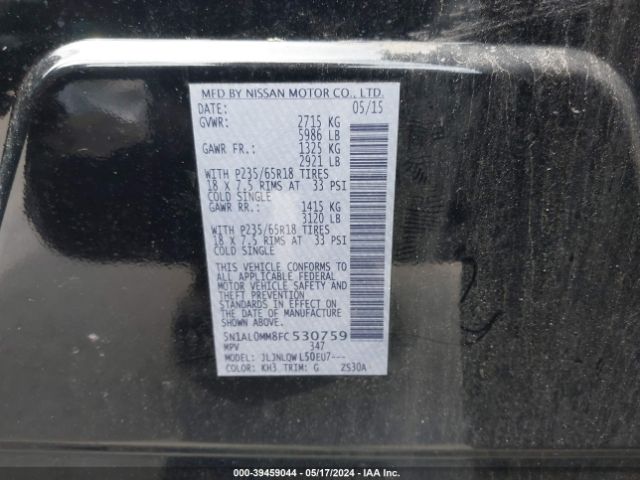 MFD BY NISSAN MOTOR CO., LTD.
DATE: 05/15
GVWR: 2715 KG
5986 LB
GAWR FR.: 1325 KG
2921 LB
WITH P235/65R18 TIRES
18 X 7.5 RIMS AT 33 PSI
COLD SINGLE
GAWR RR.: 1415 KG
3120 LB
WITH P235/65R18 TIRES
18 X 7.5 RIMS AT 33 PSI
COLD SINGLE
THIS VEHICLE CONFORMS TO
ALL APPLICABLE FEDERAL
MOTOR VEHICLE SAFETY AND
THEFT PREVENTION
STANDARDS IN EFFECT ON
THE DATE OF MANUFACTURE
SHOWN ABOVE.
5N1AL0MM8FC530759
MPV 347
MODEL: JLJNLQWL50EU7---
COLOR: KH3 TRIM: G ZS30A
000-39459044 — 05/17/2024 — IAA Inc.